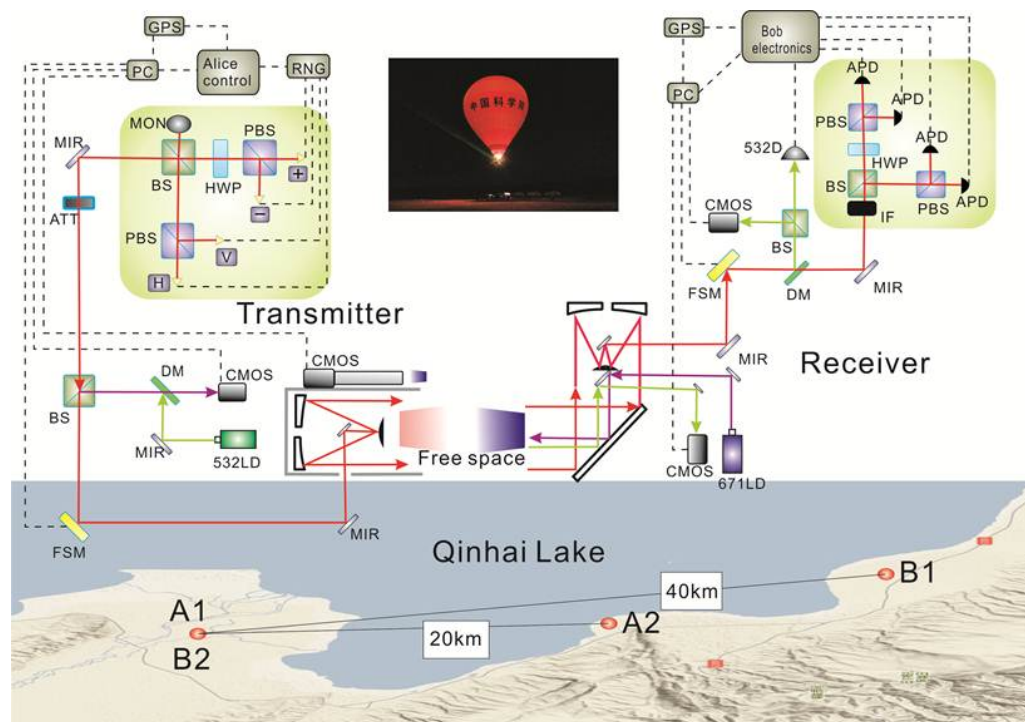 GPS
PC
Alice
control
RNG
MON
MIR
BS
HWP
PBS
+
−
ATT
PBS
V
H
Transmitter
中国科学院
GPS
PC
Bob
electronics
APD
APD
PBS
APD
HWP
BS
PBS
APD
IF
532D
CMOS
BS
FSM
DM
MIR
MIR
Receiver
DM
CMOS
BS
MIR
532LD
CMOS
Free space
CMOS
671LD
FSM
MIR
Qinhai Lake
A1
B2
20km
A2
40km
B1